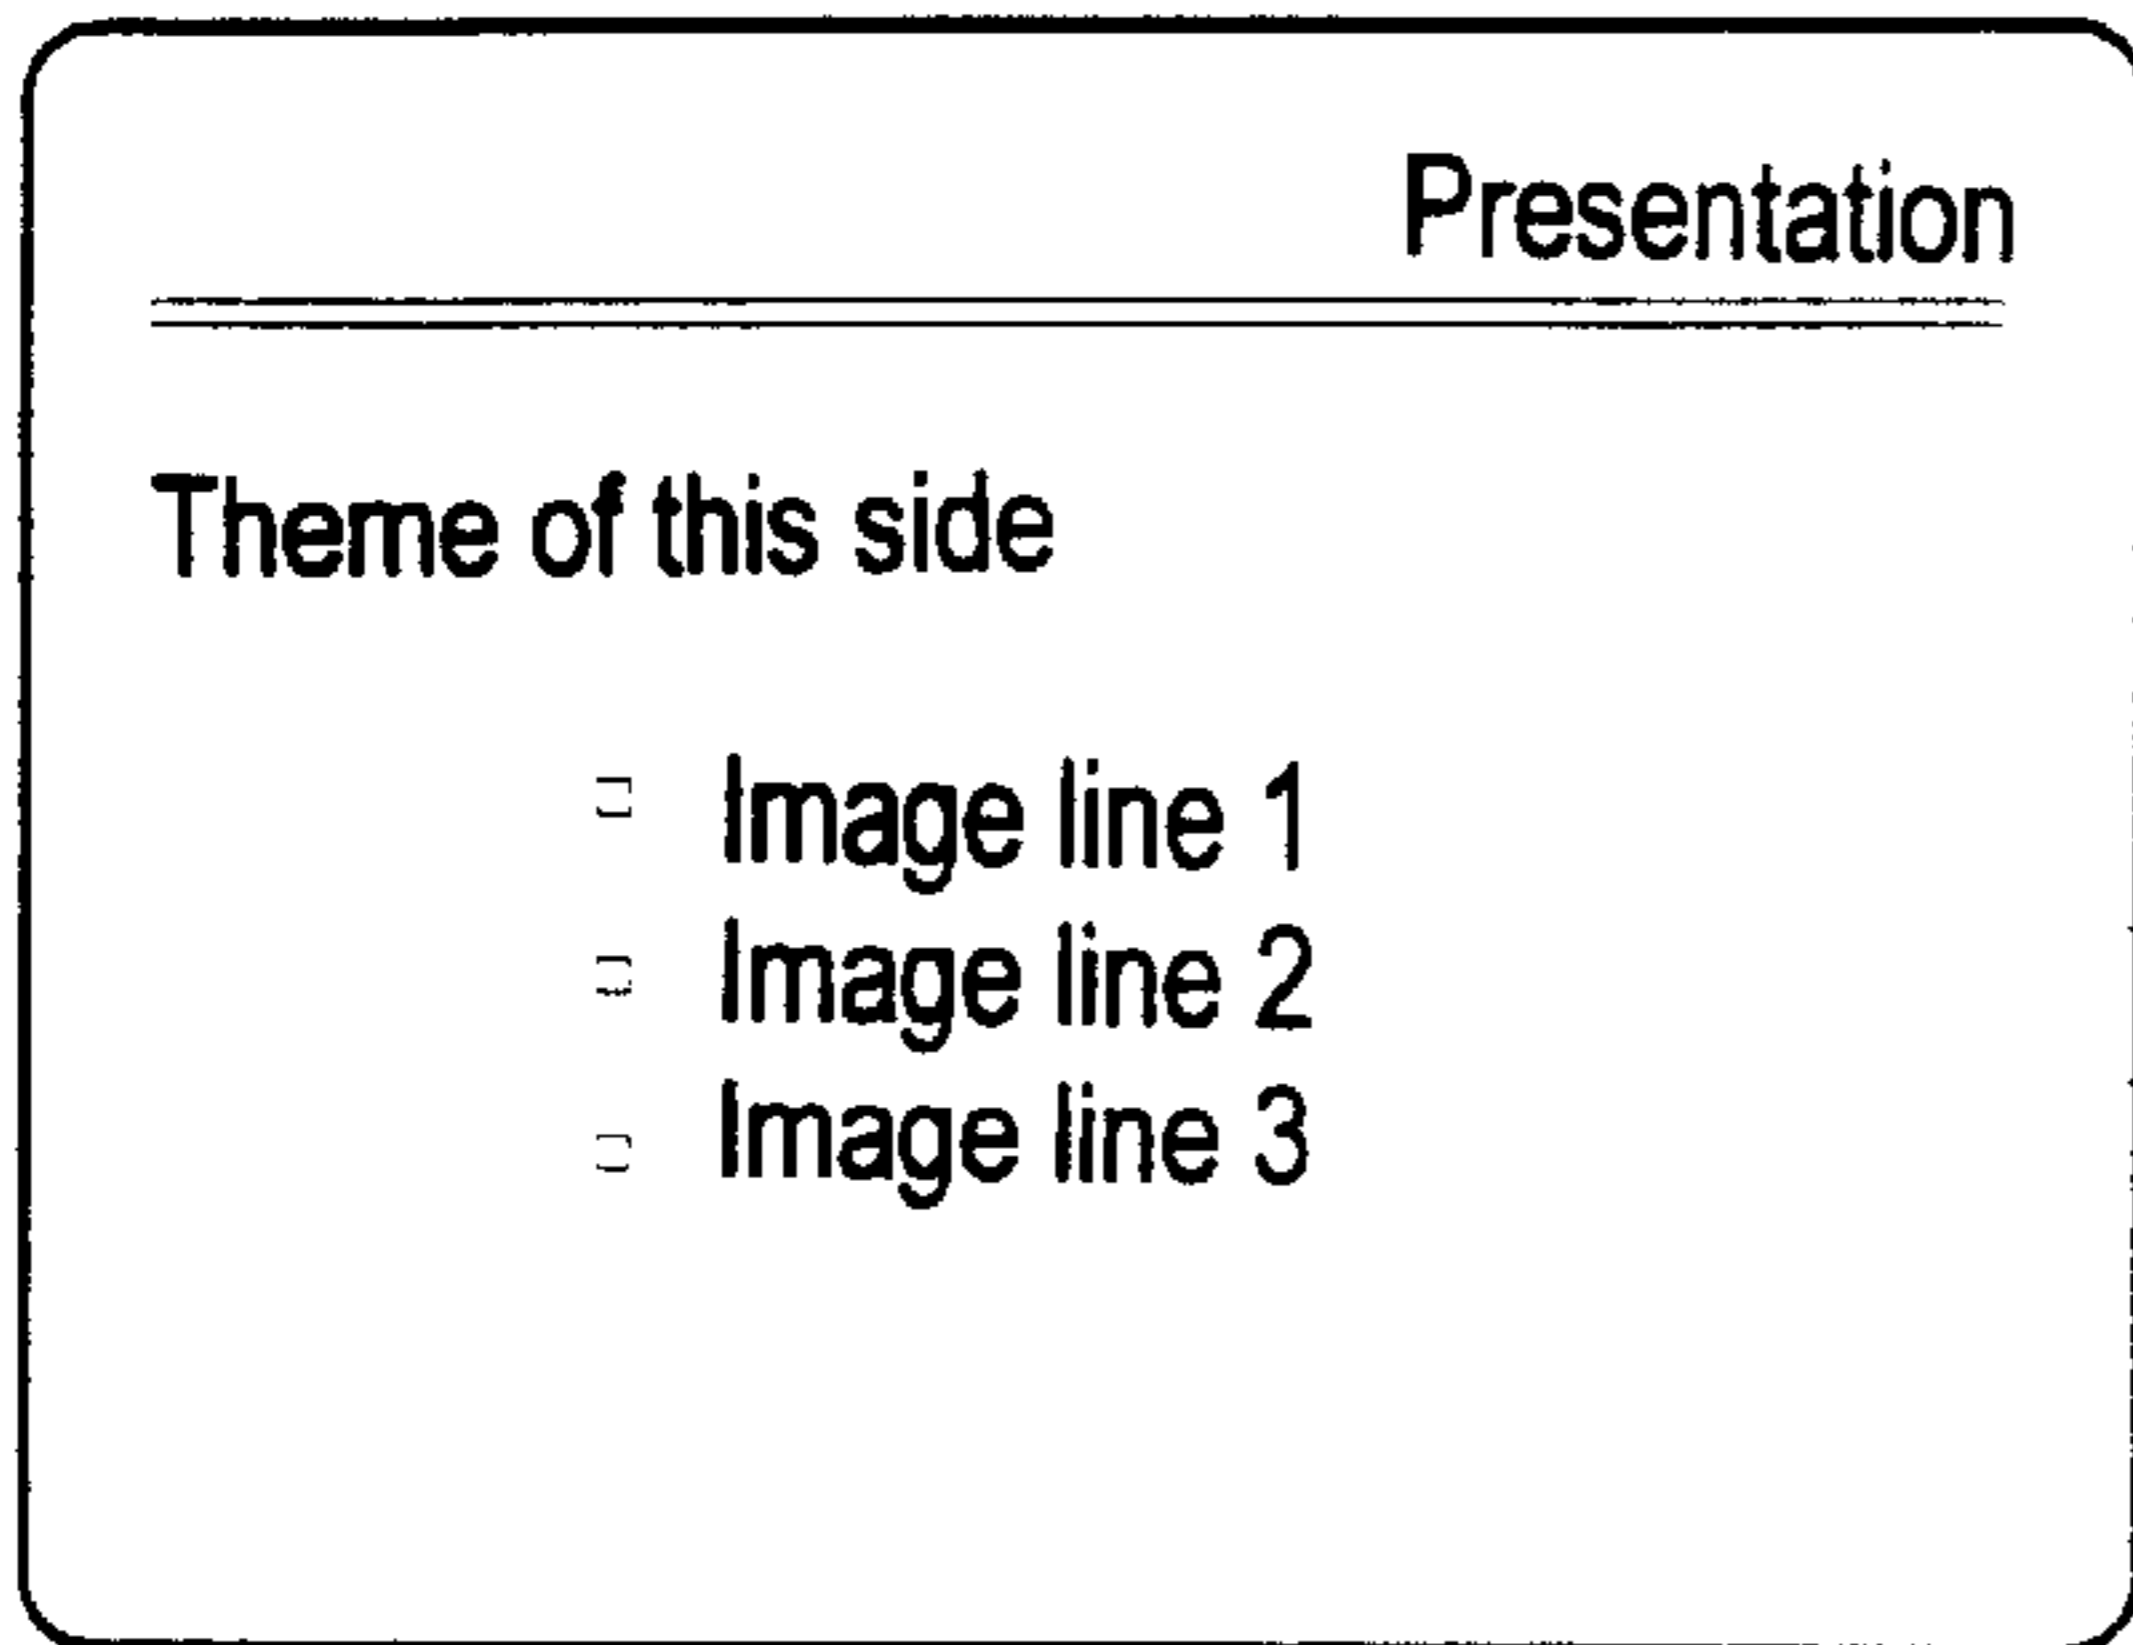 Presentation
Theme of this side
Image line 1
Image line 2
Image line 3